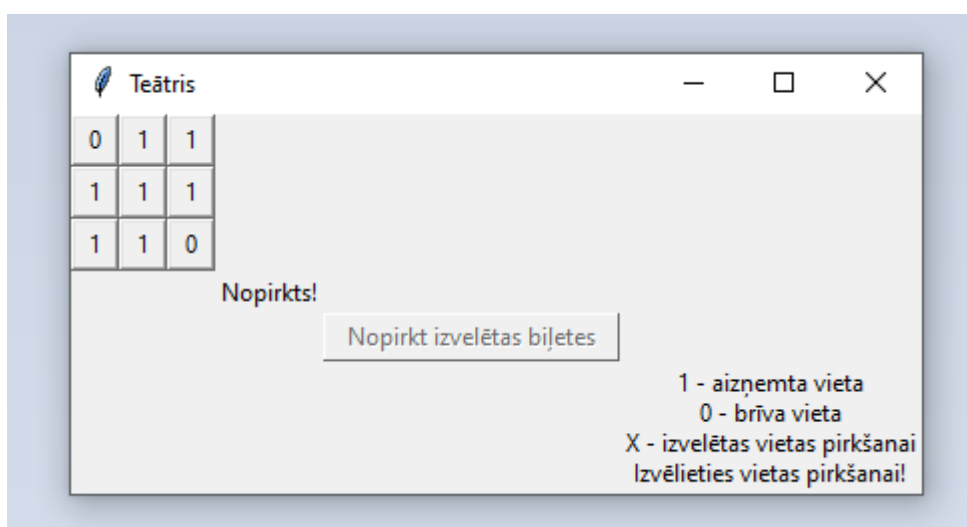 Teātris
0 1 1
1 1 1
1 1 0
Nopirkts!
Nopirkt izvelētas biļetes
1 - aizņemta vieta
0 - brīva vieta
X - izvelētas vietas pirkšanai
Izvēlieties vietas pirkšanai!